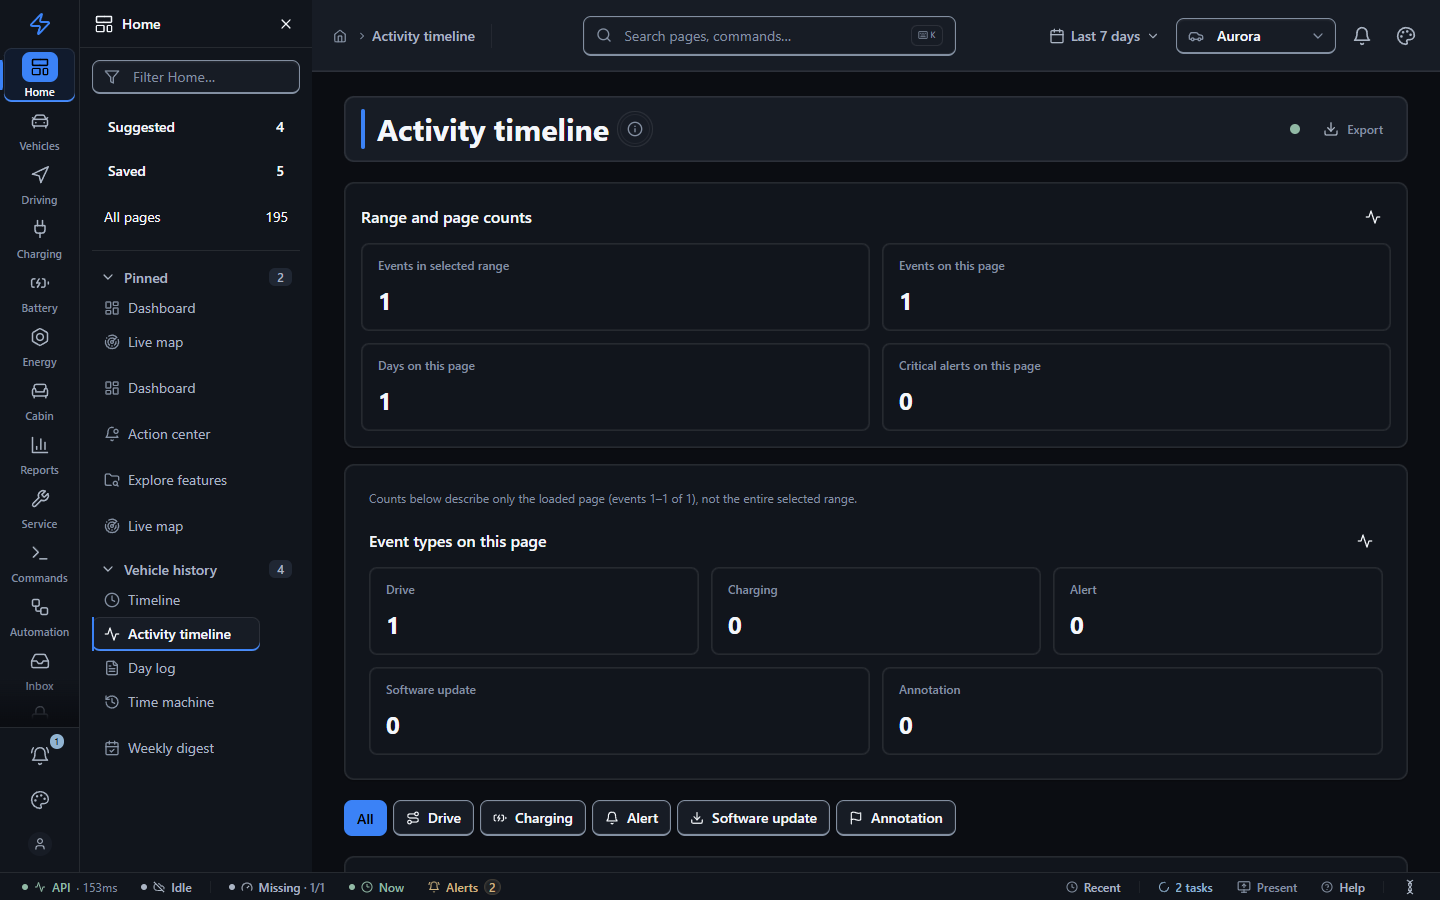 Home
Vehicles
Driving
Charging
Battery
Energy
Cabin
Reports
Service
Commands
Automation
Inbox
1
Home
Filter Home...
Suggested 4
Saved 5
All pages 195
Pinned 2
Dashboard
Live map
Dashboard
Action center
Explore features
Live map
Vehicle history 4
Timeline
Activity timeline
Day log
Time machine
Weekly digest
Activity timeline
Search pages, commands...
K
Last 7 days
Aurora
Activity timeline
Export
Range and page counts
Events in selected range
1
Events on this page
1
Days on this page
1
Critical alerts on this page
0
Counts below describe only the loaded page (events 1–1 of 1), not the entire selected range.
Event types on this page
Drive
1
Charging
0
Alert
0
Software update
0
Annotation
0
All
Drive
Charging
Alert
Software update
Annotation
API · 153ms
Idle
Missing · 1/1
Now
Alerts 2
Recent
2 tasks
Present
Help